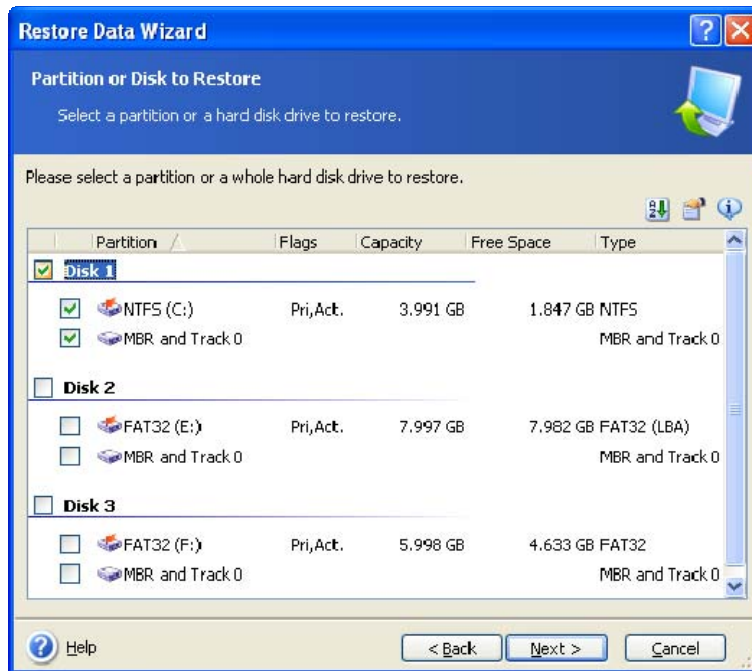 Restore Data Wizard
Partition or Disk to Restore
Select a partition or a hard disk drive to restore.
Please select a partition or a whole hard disk drive to restore.
Partition Flags Capacity Free Space Type
Disk 1
NTFS (C:) Pri,Act. 3.991 GB 1.847 GB NTFS
MBR and Track 0 MBR and Track 0
Disk 2
FAT32 (E:) Pri,Act. 7.997 GB 7.982 GB FAT32 (LBA)
MBR and Track 0 MBR and Track 0
Disk 3
FAT32 (F:) Pri,Act. 5.998 GB 4.633 GB FAT32
MBR and Track 0 MBR and Track 0
Help < Back Next > Cancel